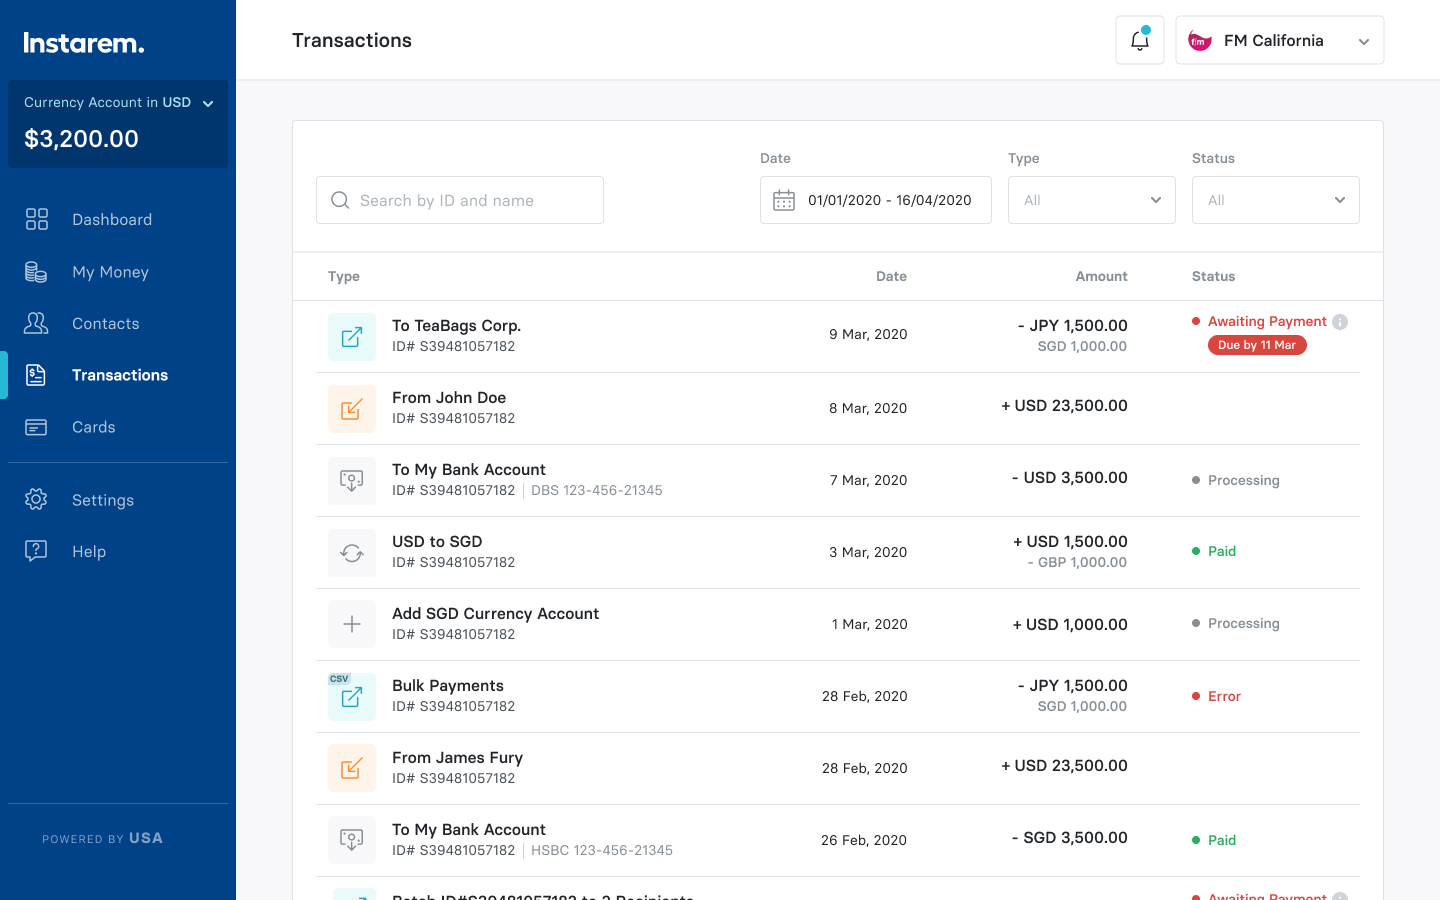 Instarem.
Currency Account in USD
$3,200.00
Dashboard
My Money
Contacts
Transactions
Cards
Settings
Help
POWERED BY USA
Transactions
fm
FM California
Search by ID and name
Date
01/01/2020 - 16/04/2020
Type
All
Status
All
Type Date Amount Status
To TeaBags Corp.
ID# S39481057182
9 Mar, 2020
- JPY 1,500.00
SGD 1,000.00
Awaiting Payment
Due by 11 Mar
From John Doe
ID# S39481057182
8 Mar, 2020
+ USD 23,500.00
To My Bank Account
ID# S39481057182 | DBS 123-456-21345
7 Mar, 2020
- USD 3,500.00
Processing
USD to SGD
ID# S39481057182
3 Mar, 2020
+ USD 1,500.00
- GBP 1,000.00
Paid
Add SGD Currency Account
ID# S39481057182
1 Mar, 2020
+ USD 1,000.00
Processing
CSV
Bulk Payments
ID# S39481057182
28 Feb, 2020
- JPY 1,500.00
SGD 1,000.00
Error
From James Fury
ID# S39481057182
28 Feb, 2020
+ USD 23,500.00
To My Bank Account
ID# S39481057182 | HSBC 123-456-21345
26 Feb, 2020
- SGD 3,500.00
Paid
Batch ID#S39481057182 to 2 Recipients
Awaiting Payment